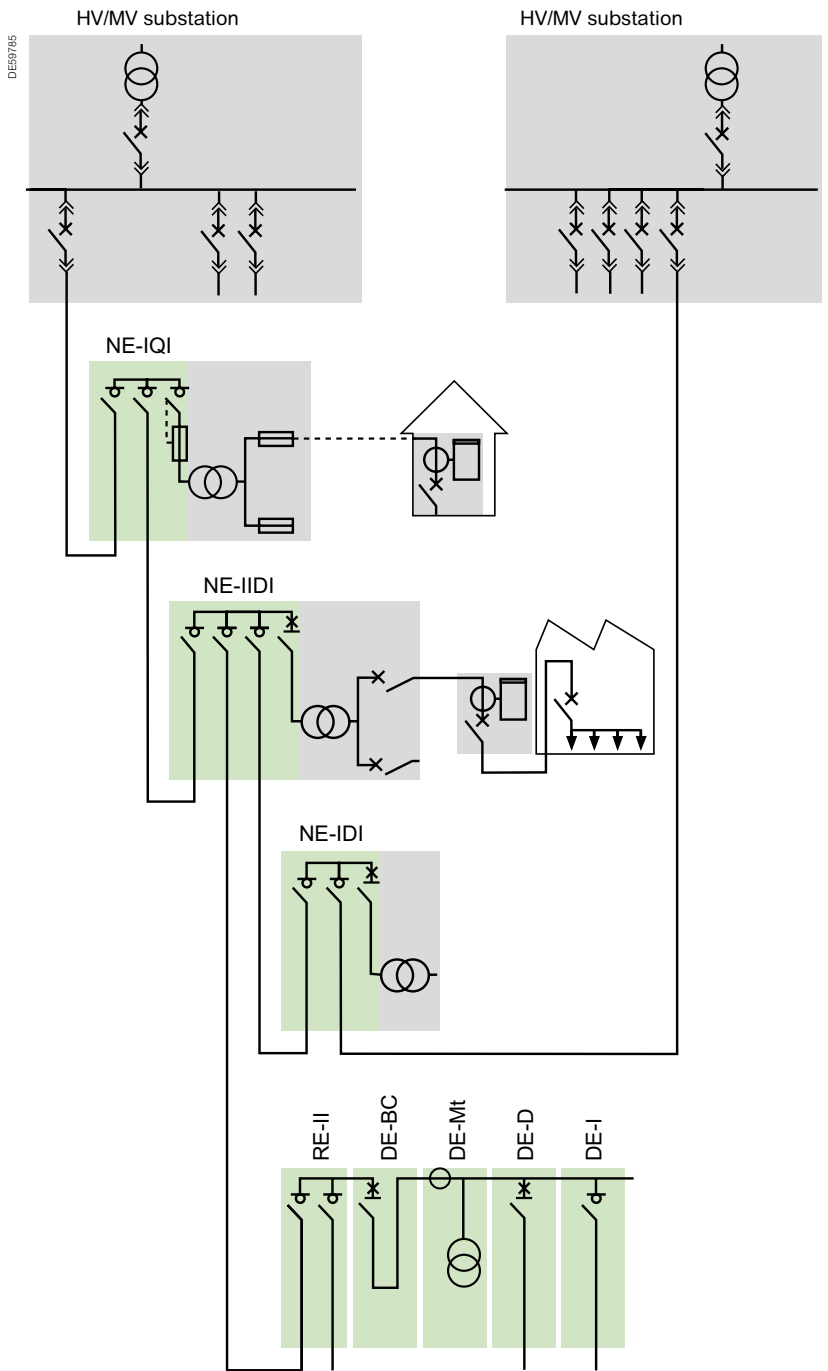 HV/MV substation
HV/MV substation
DE59785
NE-IQI
NE-IIDI
NE-IDI
RE-II
DE-BC
DE-Mt
DE-D
DE-I